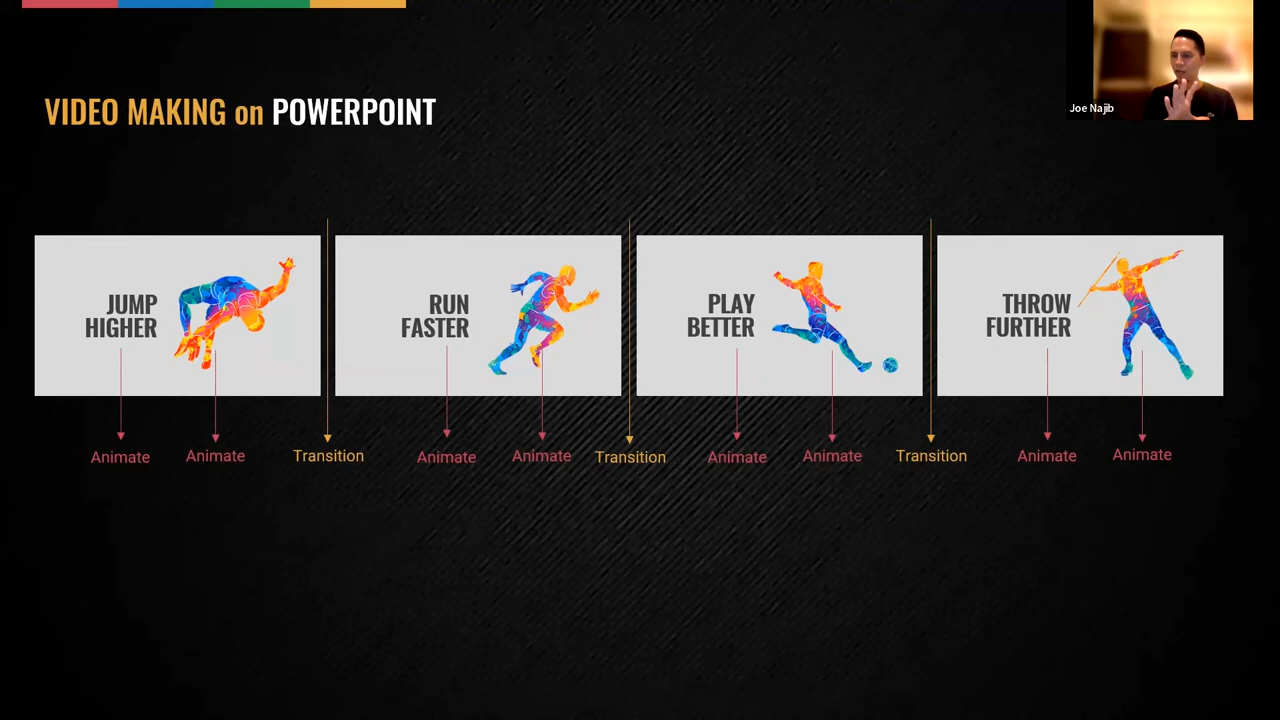 Joe Najib
VIDEO MAKING on POWERPOINT
JUMP
HIGHER
RUN
FASTER
PLAY
BETTER
THROW
FURTHER
Animate
Animate
Transition
Animate
Animate
Transition
Animate
Animate
Transition
Animate
Animate